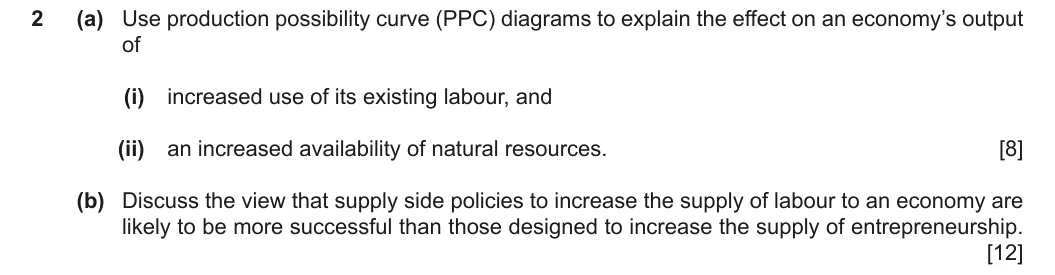 2 (a) Use production possibility curve (PPC) diagrams to explain the effect on an economy's output
of
(i) increased use of its existing labour, and
(ii) an increased availability of natural resources. [8]
(b) Discuss the view that supply side policies to increase the supply of labour to an economy are
likely to be more successful than those designed to increase the supply of entrepreneurship.
[12]